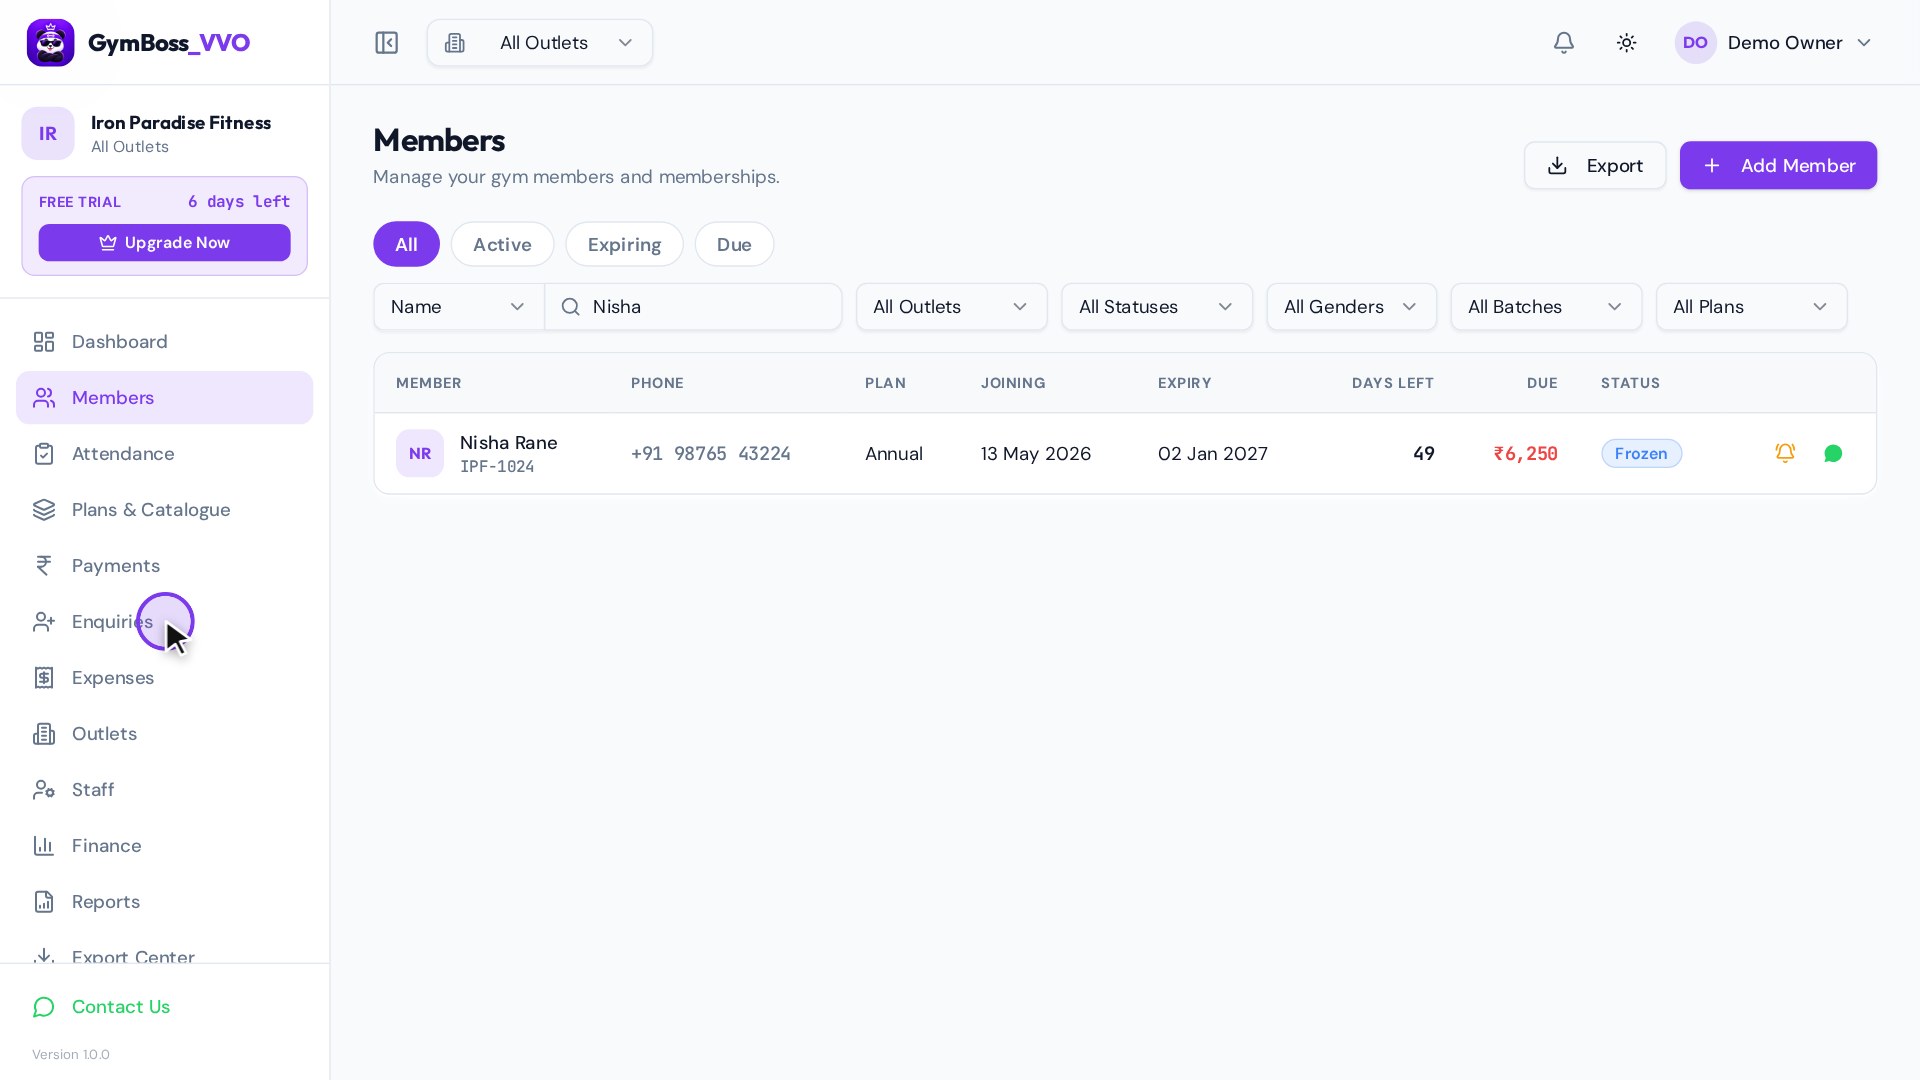 GymBoss_VVO
All Outlets
DO Demo Owner
IR
Iron Paradise Fitness
All Outlets
FREE TRIAL 6 days left
Upgrade Now
Dashboard
Members
Attendance
Plans & Catalogue
Payments
Enquiries
Expenses
Outlets
Staff
Finance
Reports
Export Center
Contact Us
Version 1.0.0
Members
Manage your gym members and memberships.
Export
Add Member
All Active Expiring Due
Name Nisha All Outlets All Statuses All Genders All Batches All Plans
MEMBER PHONE PLAN JOINING EXPIRY DAYS LEFT DUE STATUS
NR Nisha Rane +91 98765 43224 Annual 13 May 2026 02 Jan 2027 49 ₹6,250 Frozen
IPF-1024